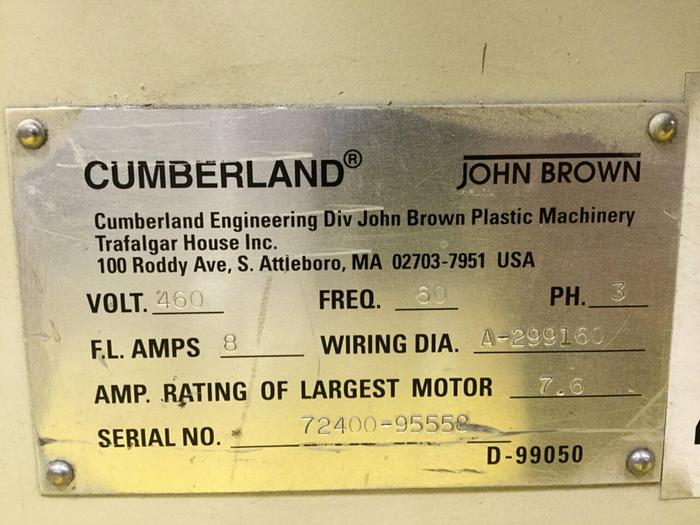 CUMBERLAND® JOHN BROWN
Cumberland Engineering Div John Brown Plastic Machinery
Trafalgar House Inc.
100 Roddy Ave, S. Attleboro, MA 02703-7951 USA
VOLT. 460 FREQ. 60 PH. 3
F.L. AMPS 8 WIRING DIA. A-299160
AMP. RATING OF LARGEST MOTOR 7.6
SERIAL NO. 72400-95558
D-99050